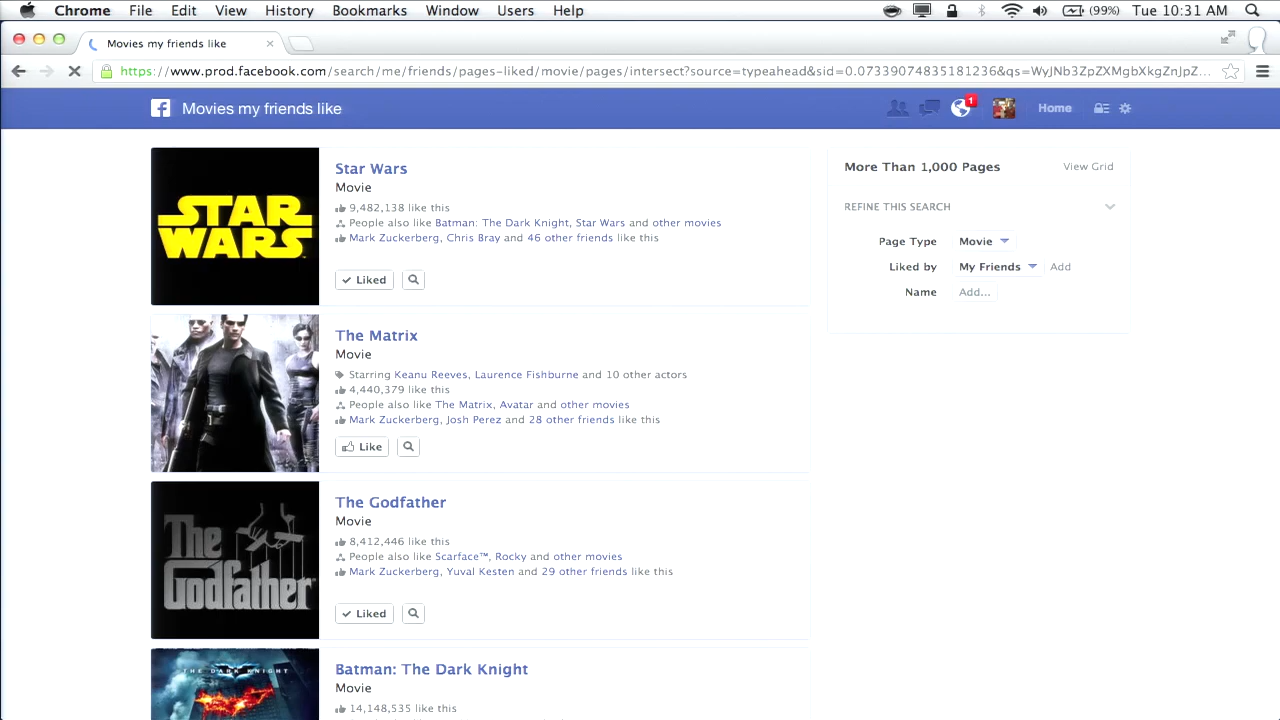 Chrome File Edit View History Bookmarks Window Users Help (99%) Tue 10:31 AM
Movies my friends like
https://www.prod.facebook.com/search/me/friends/pages-liked/movie/pages/intersect?source=typeahead&sid=0.07339074835181236&qs=WyJNb3ZpZXMgbXkgZnJpZ...
f Movies my friends like 1 Home
STAR WARS
Star Wars
Movie
9,482,138 like this
People also like Batman: The Dark Knight, Star Wars and other movies
Mark Zuckerberg, Chris Bray and 46 other friends like this
Liked
More Than 1,000 Pages View Grid
REFINE THIS SEARCH
Page Type Movie
Liked by My Friends Add
Name Add...
The Matrix
Movie
Starring Keanu Reeves, Laurence Fishburne and 10 other actors
4,440,379 like this
People also like The Matrix, Avatar and other movies
Mark Zuckerberg, Josh Perez and 28 other friends like this
Like
The Godfather
The Godfather
Movie
8,412,446 like this
People also like Scarface™, Rocky and other movies
Mark Zuckerberg, Yuval Kesten and 29 other friends like this
Liked
THE DARK KNIGHT
Batman: The Dark Knight
Movie
14,148,535 like this